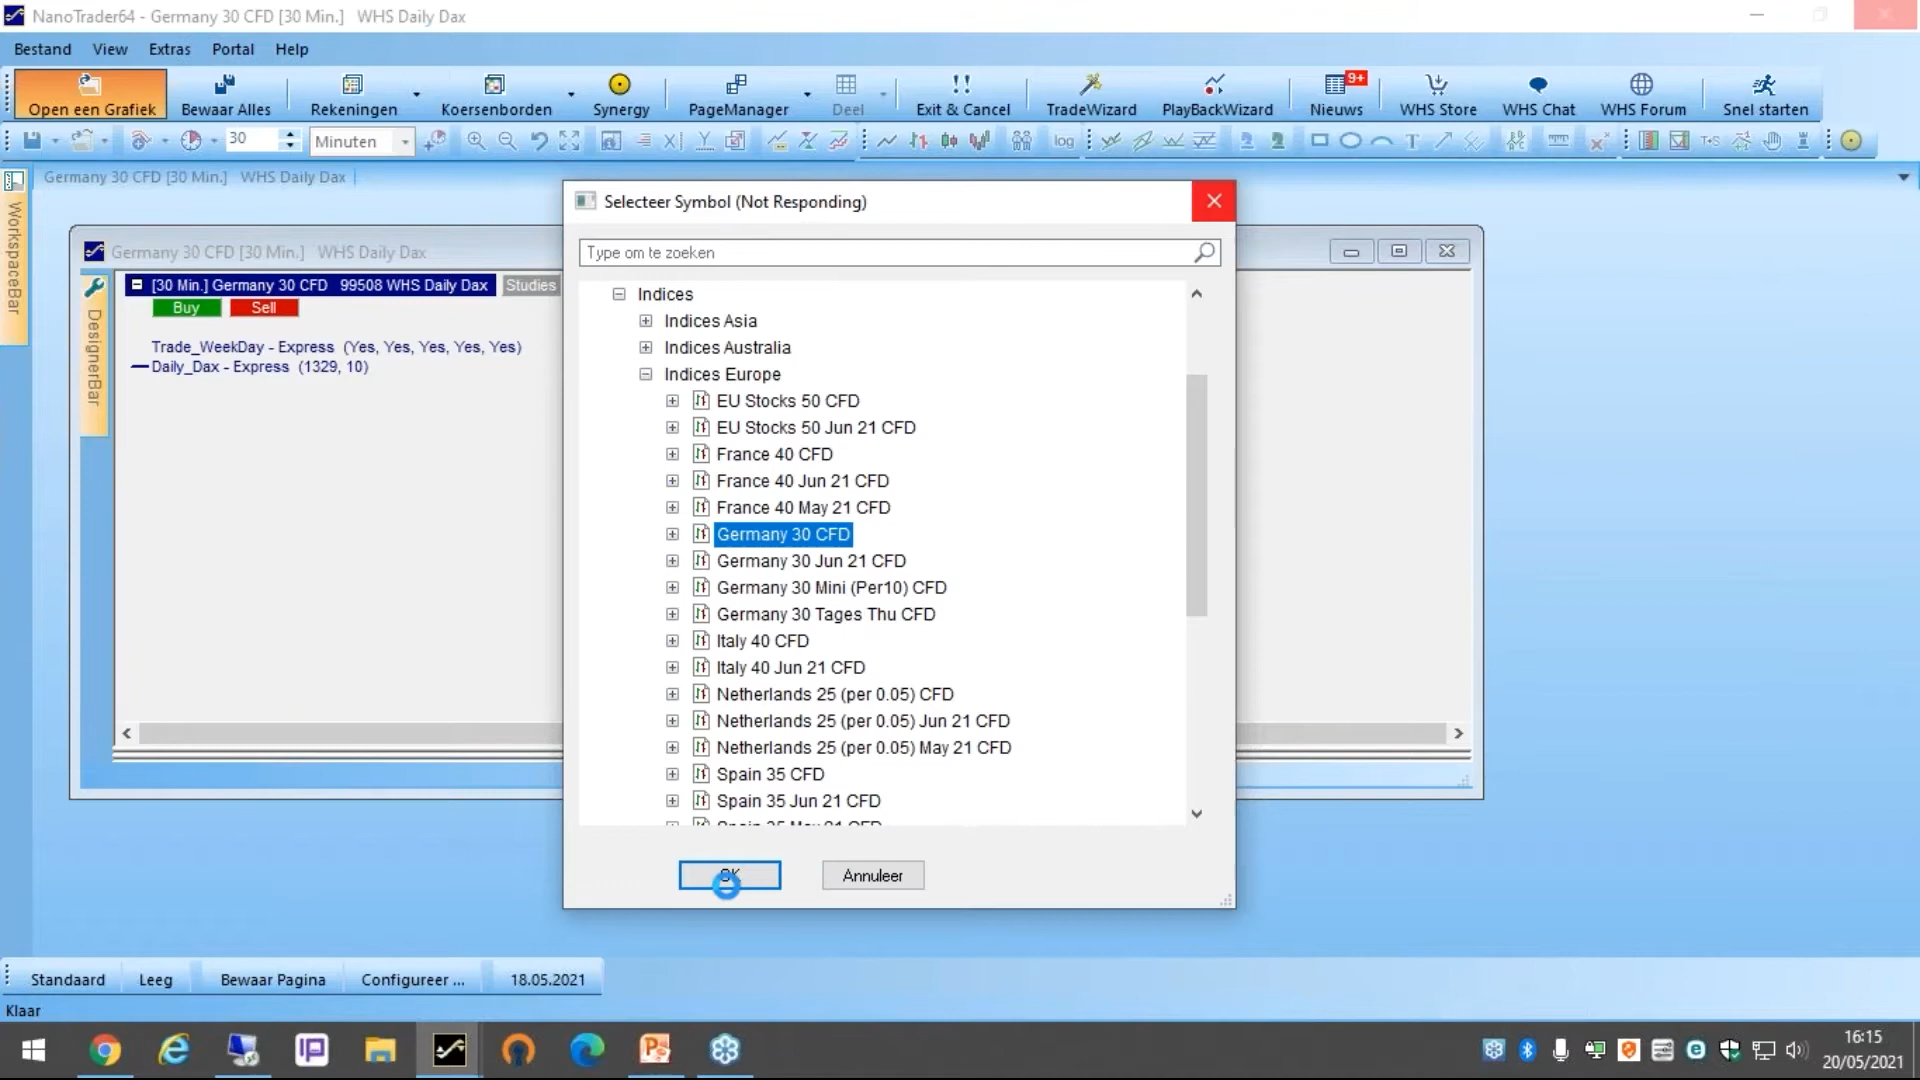 NanoTrader64 - Germany 30 CFD [30 Min.] WHS Daily Dax
Bestand View Extras Portal Help
Open een Grafiek Bewaar Alles Rekeningen Koersenborden Synergy PageManager Deel Exit & Cancel TradeWizard PlayBackWizard 9+ Nieuws WHS Store WHS Chat WHS Forum Snel starten
30 Minuten log
Germany 30 CFD [30 Min.] WHS Daily Dax
WorkspaceBar
Germany 30 CFD [30 Min.] WHS Daily Dax
DesignerBar
[30 Min.] Germany 30 CFD 99508 WHS Daily Dax Studies
Buy Sell
Trade_WeekDay - Express (Yes, Yes, Yes, Yes, Yes)
Daily_Dax - Express (1329, 10)
Selecteer Symbol (Not Responding)
Type om te zoeken
Indices
Indices Asia
Indices Australia
Indices Europe
EU Stocks 50 CFD
EU Stocks 50 Jun 21 CFD
France 40 CFD
France 40 Jun 21 CFD
France 40 May 21 CFD
Germany 30 CFD
Germany 30 Jun 21 CFD
Germany 30 Mini (Per10) CFD
Germany 30 Tages Thu CFD
Italy 40 CFD
Italy 40 Jun 21 CFD
Netherlands 25 (per 0.05) CFD
Netherlands 25 (per 0.05) Jun 21 CFD
Netherlands 25 (per 0.05) May 21 CFD
Spain 35 CFD
Spain 35 Jun 21 CFD
Spain 35 May 21 CFD
OK Annuleer
Standaard Leeg Bewaar Pagina Configureer ... 18.05.2021
Klaar
16:15
20/05/2021